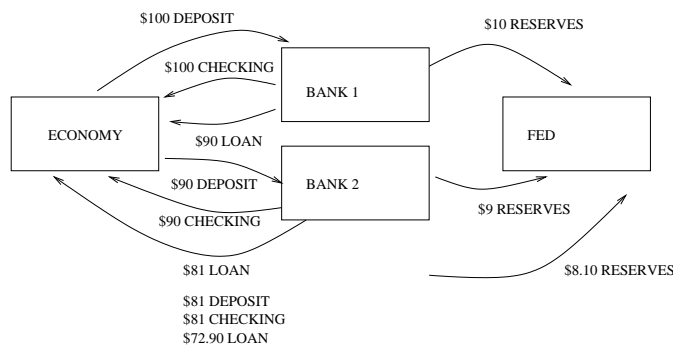 $100 DEPOSIT
$10 RESERVES
$100 CHECKING
BANK 1
ECONOMY
FED
$90 LOAN
$90 DEPOSIT
BANK 2
$90 CHECKING
$9 RESERVES
$81 LOAN
$8.10 RESERVES
$81 DEPOSIT
$81 CHECKING
$72.90 LOAN